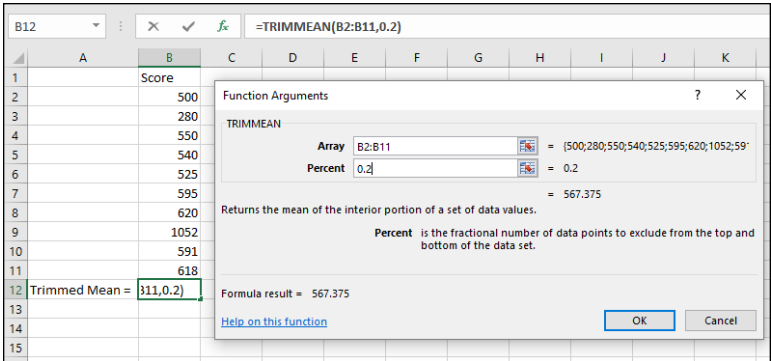 B12 =TRIMMEAN(B2:B11,0.2)
A B C D E F G H I J K
1 Score
2 500
3 280
4 550
5 540
6 525
7 595
8 620
9 1052
10 591
11 618
12 Trimmed Mean = 311,0.2)
13
14
15
Function Arguments ? X
TRIMMEAN
Array B2:B11 = {500;280;550;540;525;595;620;1052;591
Percent 0.2 = 0.2
= 567.375
Returns the mean of the interior portion of a set of data values.
Percent is the fractional number of data points to exclude from the top and
bottom of the data set.
Formula result = 567.375
Help on this function OK Cancel